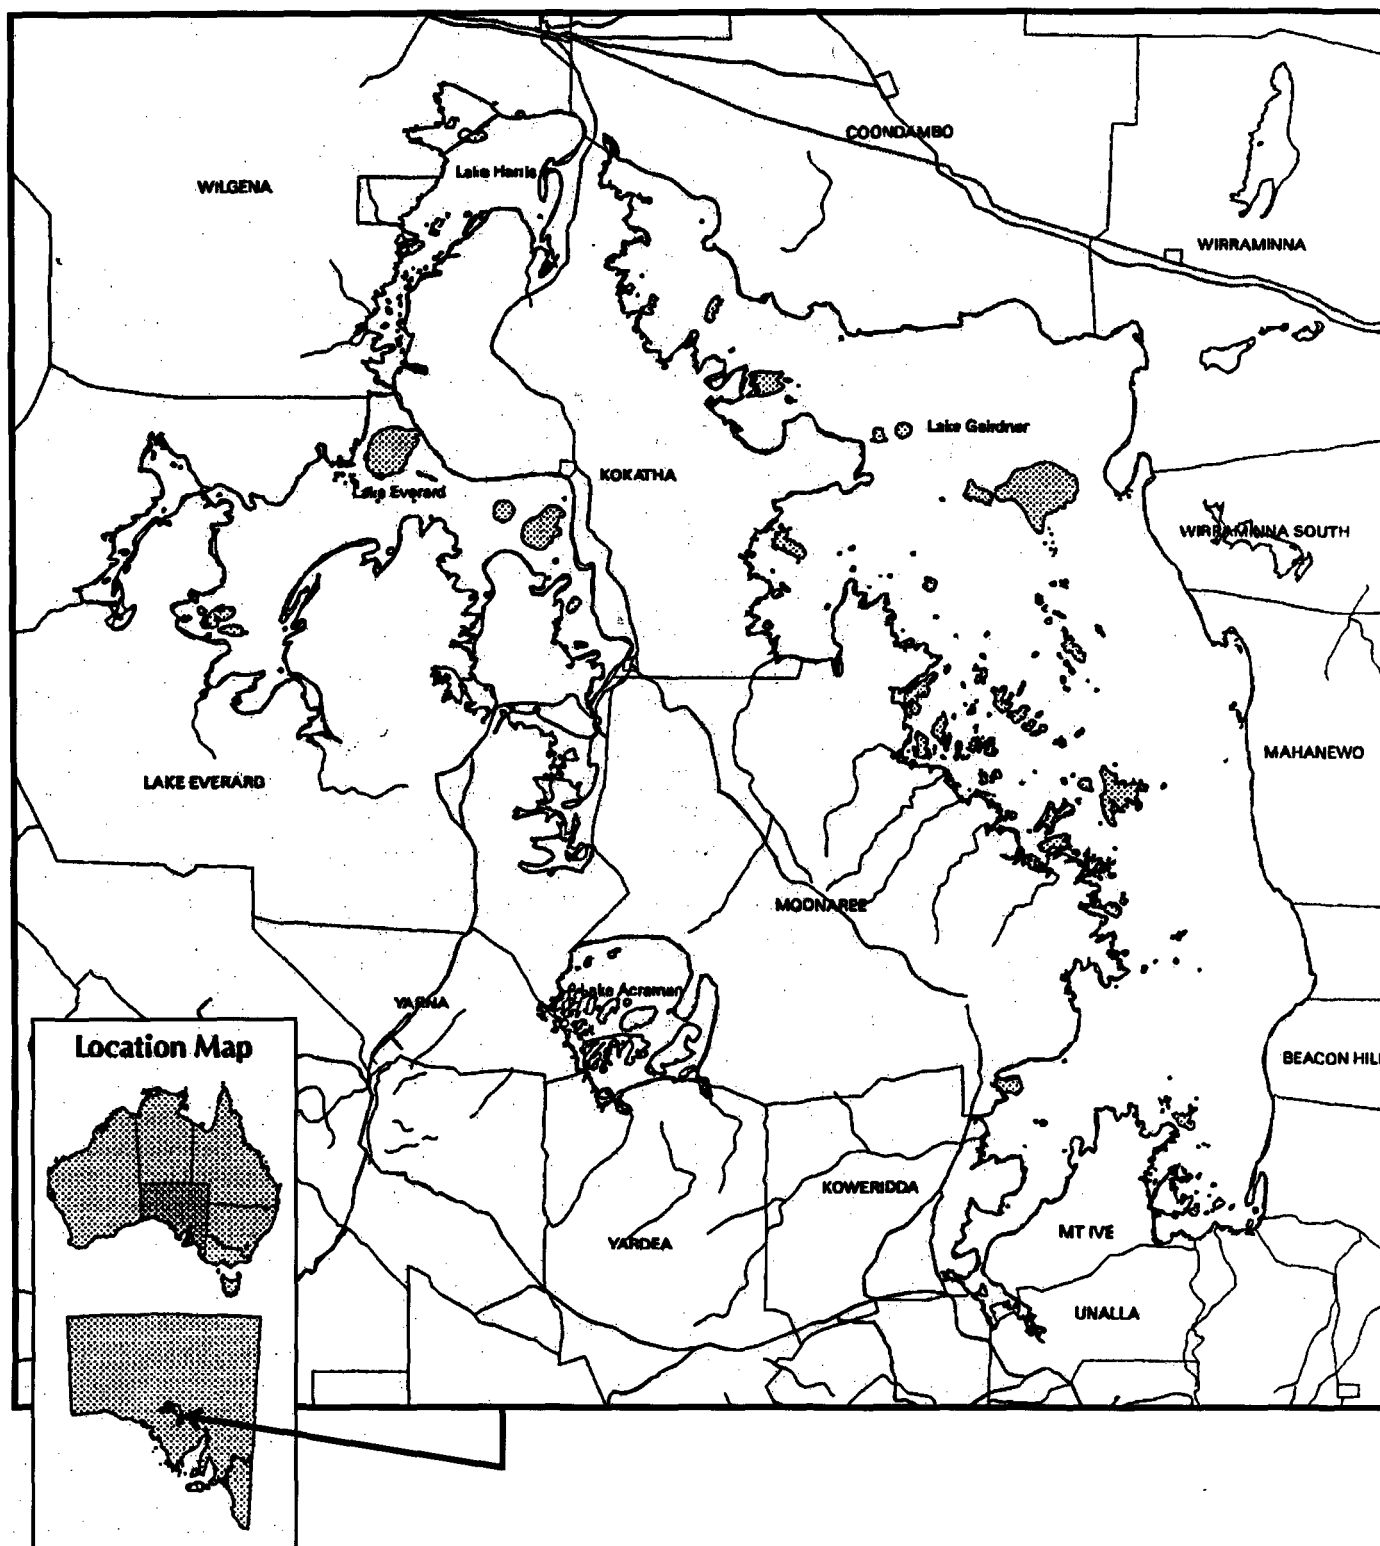 COONDAMBO
Lake Harris
WILGENA
WIRRAMINNA
Lake Gairdner
KOKATHA
Lake Everard
WIRRAMINNA SOUTH
MAHANEWO
LAKE EVERARD
MOONAREE
Lake Acraman
YARNA
Location Map
BEACON HILL
KOWERIDDA
MT IVE
YARDEA
UNALLA